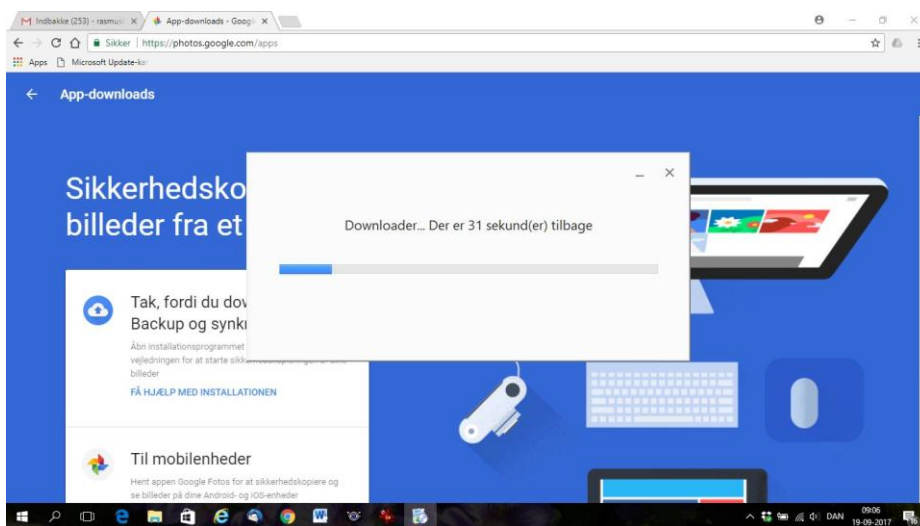 Indbakke (253) - rasmus
App-downloads - Goog
Sikker
https://photos.google.com/apps
Apps
Microsoft Update-ka
App-downloads
Sikkerhedsko
billeder fra et
Downloader... Der er 31 sekund(er) tilbage
Tak, fordi du dov
Backup og synk
Åbn installationsprogrammet
vejledningen for at starte
billeder
FÅ HJÆLP MED INSTALLATIONEN
Til mobilenheder
Hent appen Google Fotos for at sikkerhedskopiere og
se billeder på dine Android- og iOS-enheder
DAN
09:06
19-09-2017